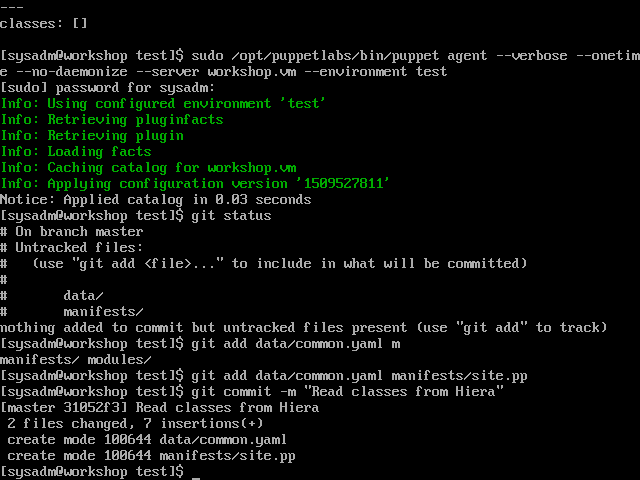 ---
classes: []

[sysadm@workshop test]$ sudo /opt/puppetlabs/bin/puppet agent --verbose --onetim
e --no-daemonize --server workshop.vm --environment test
[sudo] password for sysadm:
Info: Using configured environment 'test'
Info: Retrieving pluginfacts
Info: Retrieving plugin
Info: Loading facts
Info: Caching catalog for workshop.vm
Info: Applying configuration version '1509527811'
Notice: Applied catalog in 0.03 seconds
[sysadm@workshop test]$ git status
# On branch master
# Untracked files:
#   (use "git add <file>..." to include in what will be committed)
#
#       data/
#       manifests/
nothing added to commit but untracked files present (use "git add" to track)
[sysadm@workshop test]$ git add data/common.yaml m
manifests/ modules/
[sysadm@workshop test]$ git add data/common.yaml manifests/site.pp
[sysadm@workshop test]$ git commit -m "Read classes from Hiera"
[master 31052f3] Read classes from Hiera
 2 files changed, 7 insertions(+)
 create mode 100644 data/common.yaml
 create mode 100644 manifests/site.pp
[sysadm@workshop test]$ _